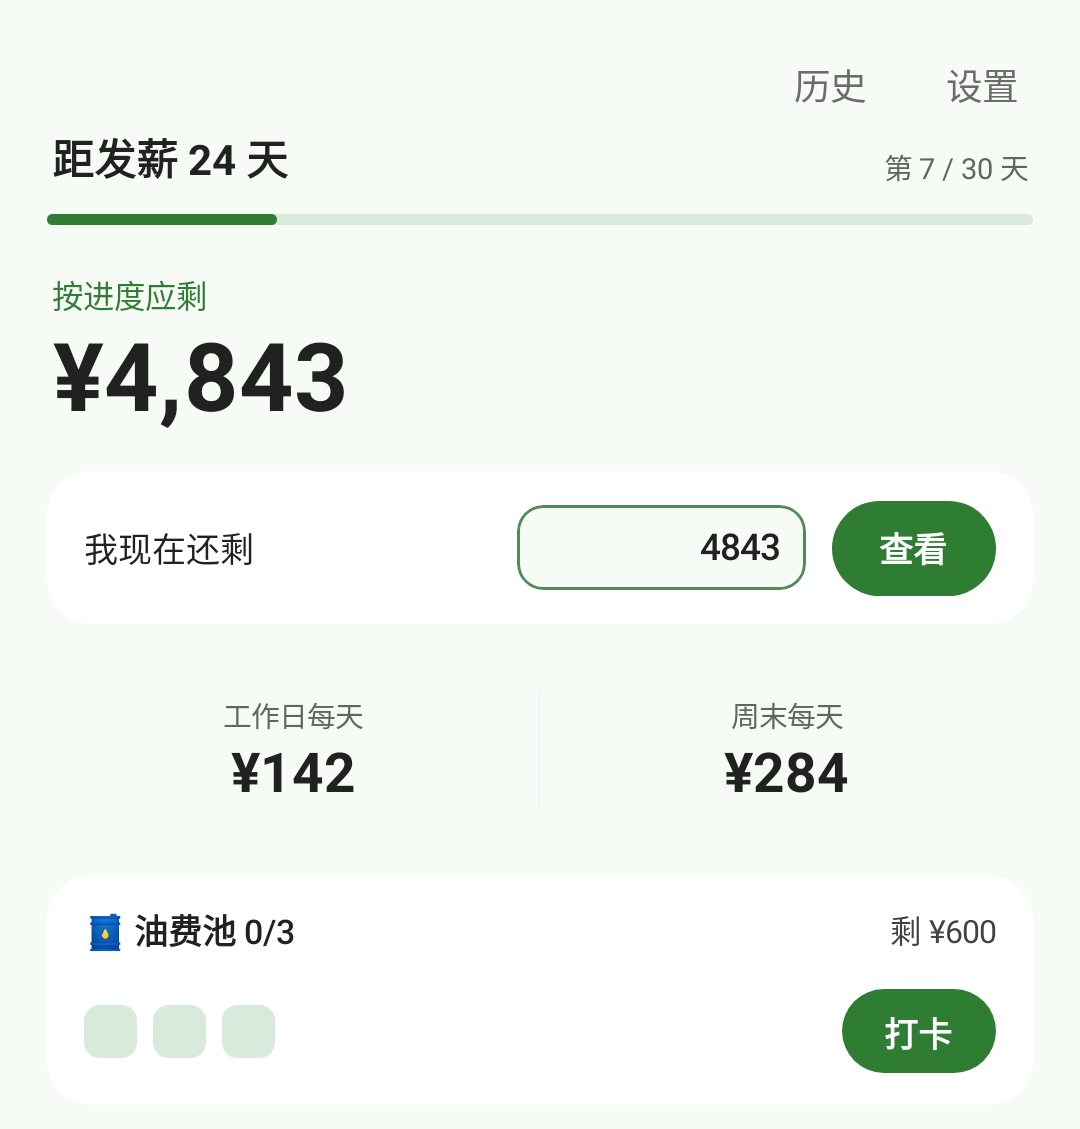 历史 设置
距发薪 24 天 第 7 / 30 天
按进度应剩
¥4,843
我现在还剩 4843 查看
工作日每天 周末每天
¥142 ¥284
油费池 0/3 剩 ¥600
打卡